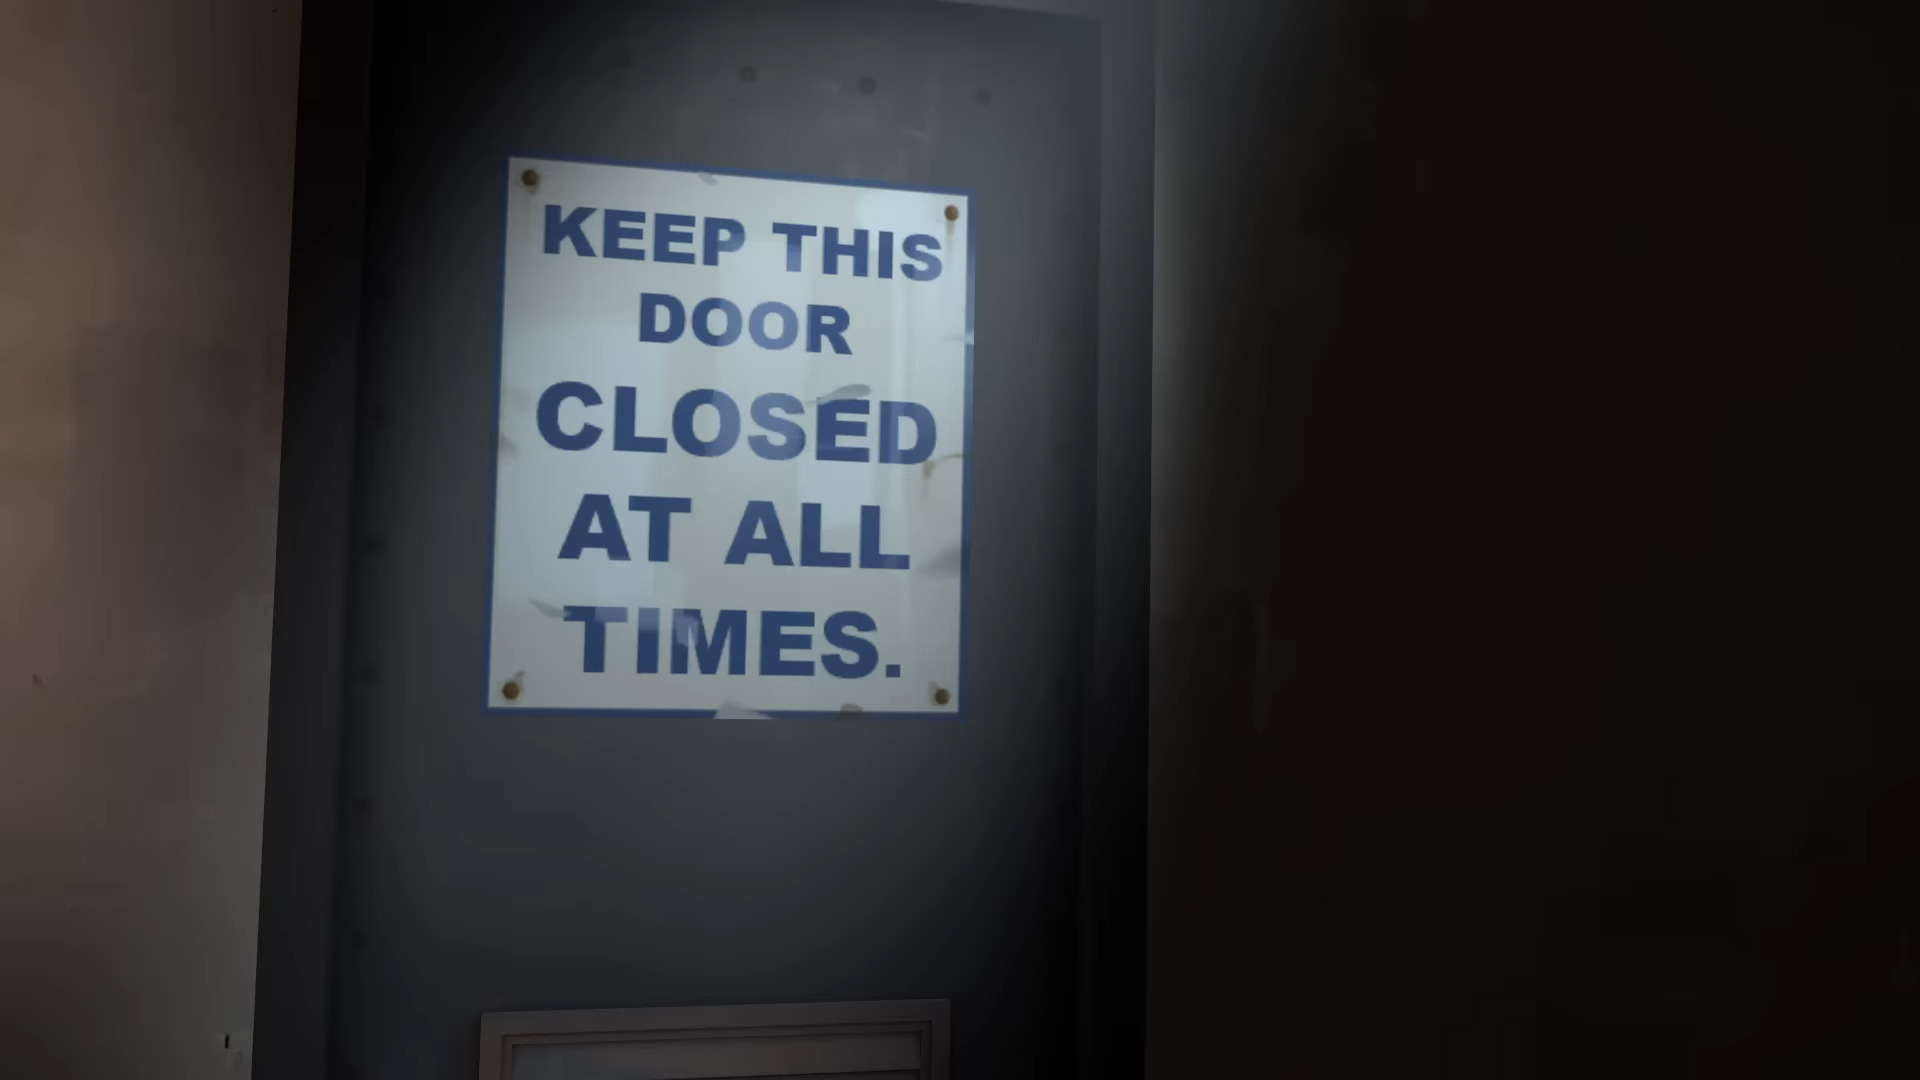 KEEP THIS
DOOR
CLOSED
AT ALL
TIMES.